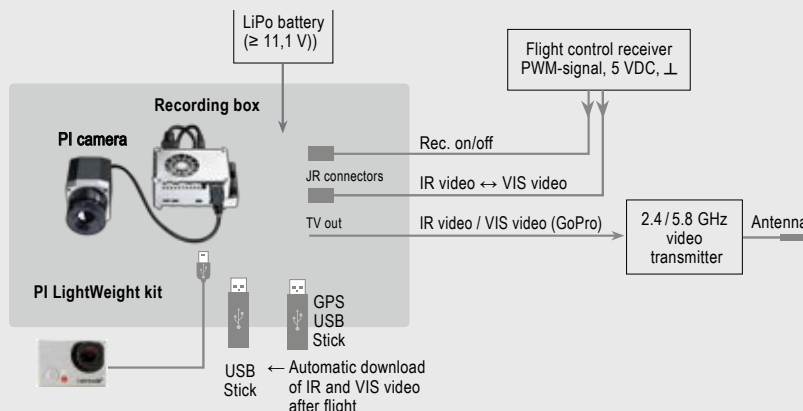 LiPo battery
(≥ 11,1 V))
Flight control receiver
PWM-signal, 5 VDC, ⊥
Recording box
PI camera
Rec. on/off
JR connectors
IR video ↔ VIS video
TV out
IR video / VIS video (GoPro)
2.4 / 5.8 GHz
video
transmitter
Antenna
PI LightWeight kit
GPS
USB
Stick
USB
Stick
← Automatic download
of IR and VIS video
after flight